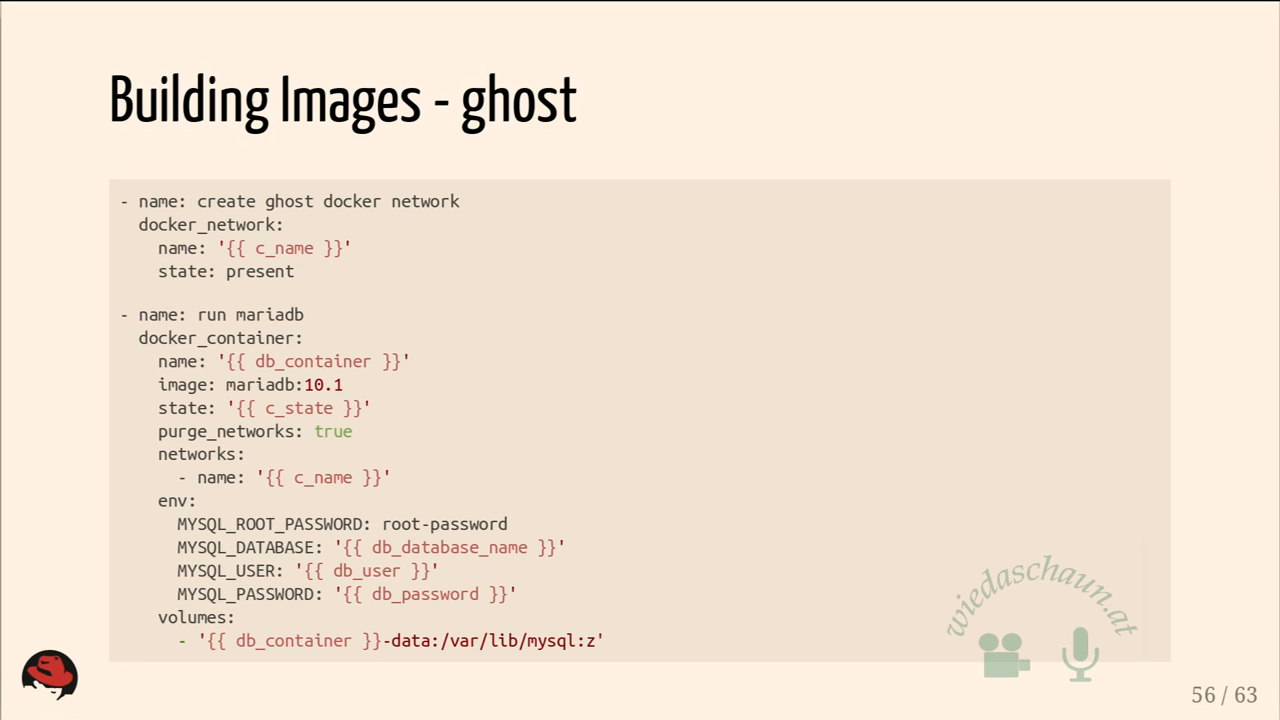 Building Images - ghost
- name: create ghost docker network
  docker_network:
    name: '{{ c_name }}'
    state: present

- name: run mariadb
  docker_container:
    name: '{{ db_container }}'
    image: mariadb:10.1
    state: '{{ c_state }}'
    purge_networks: true
    networks:
      - name: '{{ c_name }}'
    env:
      MYSQL_ROOT_PASSWORD: root-password
      MYSQL_DATABASE: '{{ db_database_name }}'
      MYSQL_USER: '{{ db_user }}'
      MYSQL_PASSWORD: '{{ db_password }}'
    volumes:
      - '{{ db_container }}-data:/var/lib/mysql:z'
wiedaschaun.at
56 / 63